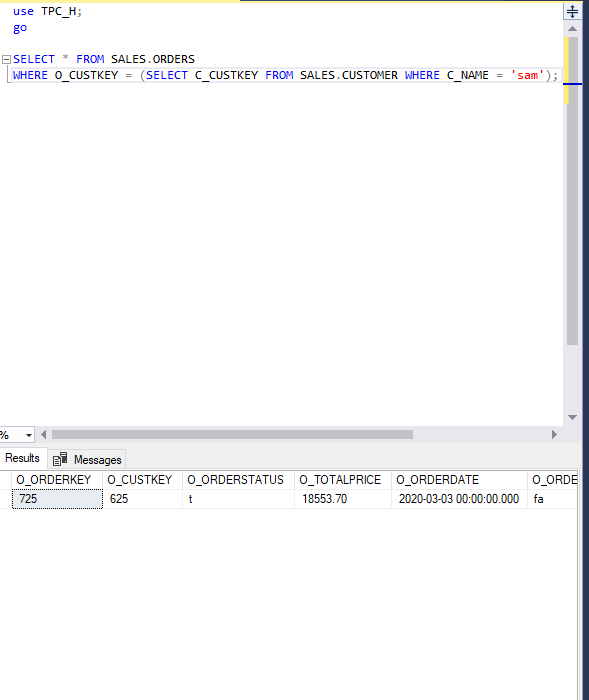 use TPC_H;
go
SELECT * FROM SALES.ORDERS
WHERE O_CUSTKEY = (SELECT C_CUSTKEY FROM SALES.CUSTOMER WHERE C_NAME = 'sam');
%
Results Messages
O_ORDERKEY O_CUSTKEY O_ORDERSTATUS O_TOTALPRICE O_ORDERDATE O_ORDE
725 625 t 18553.70 2020-03-03 00:00:00.000 fa